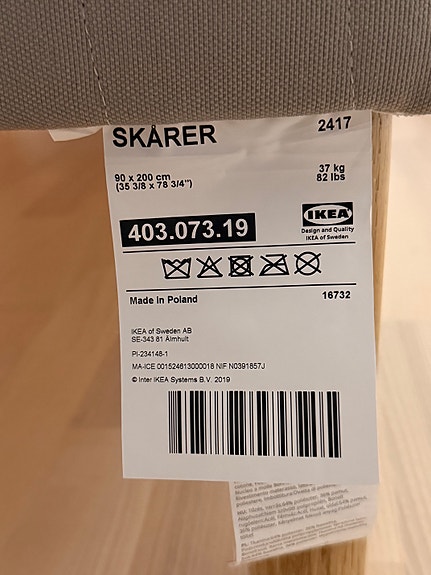 SKÅRER
2417
90 x 200 cm
(35 3/8 x 78 3/4")
37 kg
82 lbs
403.073.19
IKEA
Design and Quality
IKEA of Sweden
Made in Poland
16732
IKEA of Sweden AB
SE-343 81 Älmhult
PI-234148-1
MA-ICE 001524613000018 NIF N0391857J
© Inter IKEA Systems B.V. 2019